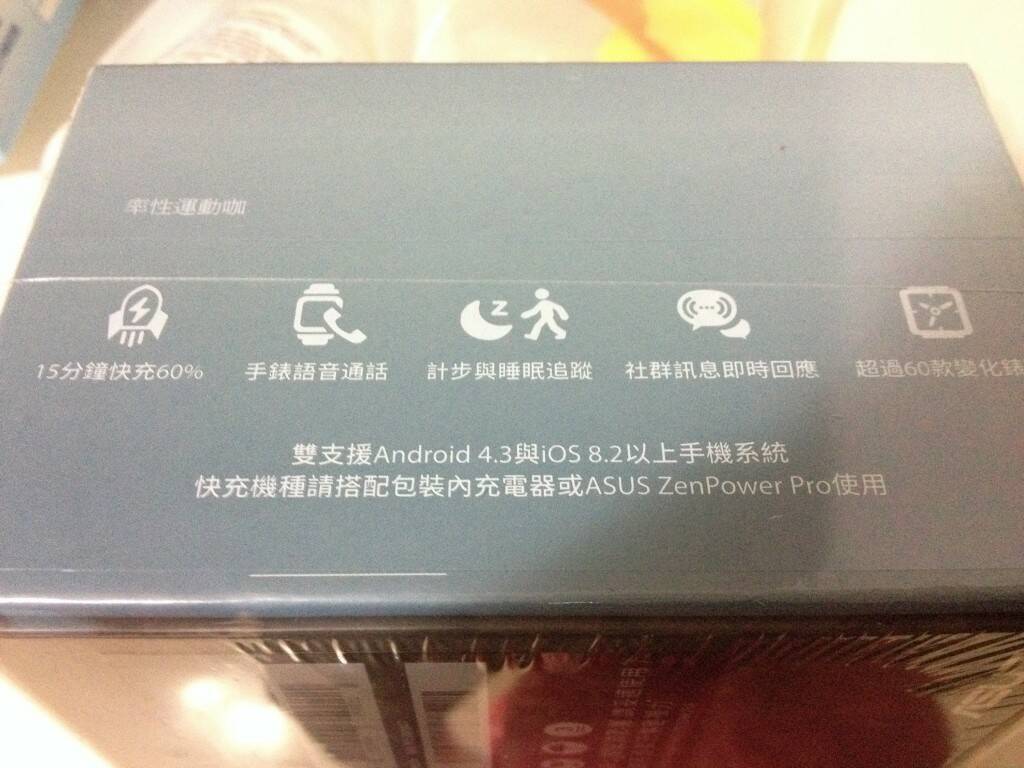 率性運動咖
15分鐘快充60%
手錶語音通話
計步與睡眠追蹤
社群訊息即時回應
超過60款變化錶
雙支援Android 4.3與iOS 8.2以上手機系統
快充機種請搭配包裝內充電器或ASUS ZenPower Pro使用